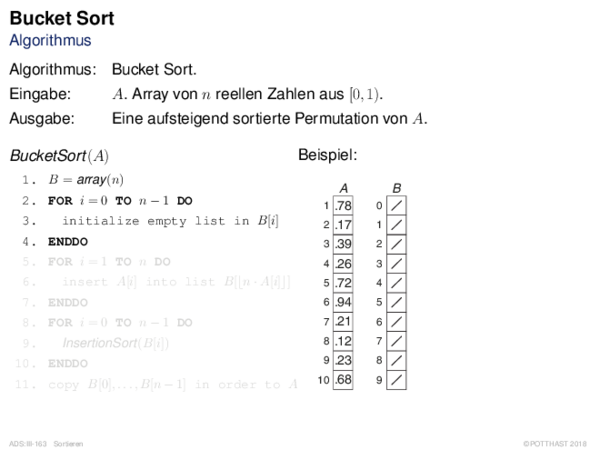 Bucket Sort
Algorithmus
Algorithmus: Bucket Sort.
Eingabe: A. Array von n reellen Zahlen aus [0, 1).
Ausgabe: Eine aufsteigend sortierte Permutation von A.
BucketSort(A)
1. B = array(n)
2. FOR i = 0 TO n − 1 DO
3. initialize empty list in B[i]
4. ENDDO
5. FOR i = 1 TO n DO
6. insert A[i] into list B[⌊n · A[i]⌋]
7. ENDDO
8. FOR i = 0 TO n − 1 DO
9. InsertionSort(B[i])
10. ENDDO
11. copy B[0], . . . , B[n − 1] in order to A
Beispiel:
A B
1 .78 0 /
2 .17 1 /
3 .39 2 /
4 .26 3 /
5 .72 4 /
6 .94 5 /
7 .21 6 /
8 .12 7 /
9 .23 8 /
10 .68 9 /
ADS:III-163 Sortieren
© POTTHAST 2018